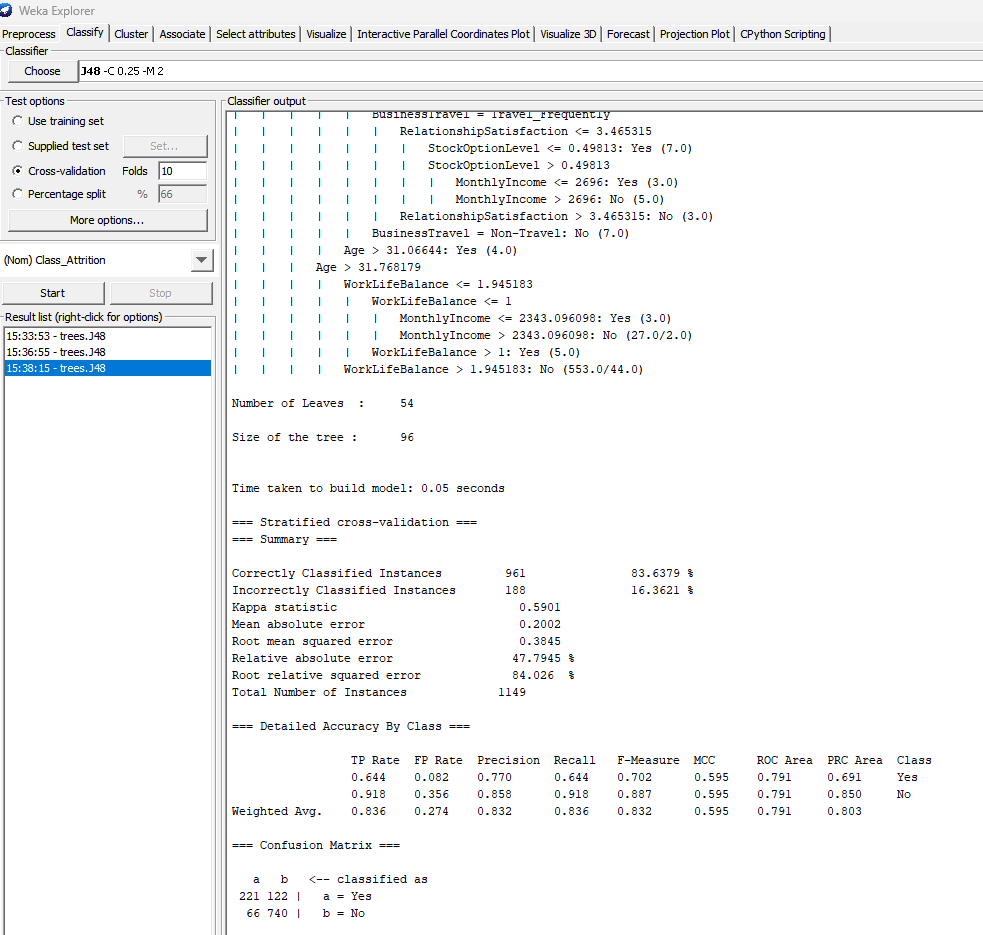 Weka Explorer
Preprocess Classify Cluster Associate Select attributes Visualize Interactive Parallel Coordinates Plot Visualize 3D Forecast Projection Plot CPython Scripting
Classifier
Choose J48 -C 0.25 -M 2
Test options
Use training set
Supplied test set Set...
Cross-validation Folds 10
Percentage split % 66
More options...
(Nom) Class_Attrition
Start Stop
Result list (right-click for options)
15:33:53 - trees.J48
15:36:55 - trees.J48
15:38:15 - trees.J48
Classifier output
| | | | | BusinessTravel = Travel_Frequently
| | | | | | RelationshipSatisfaction <= 3.465315
| | | | | | | StockOptionLevel <= 0.49813: Yes (7.0)
| | | | | | | StockOptionLevel > 0.49813
| | | | | | | | MonthlyIncome <= 2696: Yes (3.0)
| | | | | | | | MonthlyIncome > 2696: No (5.0)
| | | | | | RelationshipSatisfaction > 3.465315: No (3.0)
| | | | | BusinessTravel = Non-Travel: No (7.0)
| | | | Age > 31.06644: Yes (4.0)
| | | Age > 31.768179
| | | | WorkLifeBalance <= 1.945183
| | | | | WorkLifeBalance <= 1
| | | | | | MonthlyIncome <= 2343.096098: Yes (3.0)
| | | | | | MonthlyIncome > 2343.096098: No (27.0/2.0)
| | | | | WorkLifeBalance > 1: Yes (5.0)
| | | | WorkLifeBalance > 1.945183: No (553.0/44.0)
Number of Leaves : 54
Size of the tree : 96
Time taken to build model: 0.05 seconds
=== Stratified cross-validation ===
=== Summary ===
Correctly Classified Instances 961 83.6379 %
Incorrectly Classified Instances 188 16.3621 %
Kappa statistic 0.5901
Mean absolute error 0.2002
Root mean squared error 0.3845
Relative absolute error 47.7945 %
Root relative squared error 84.026 %
Total Number of Instances 1149
=== Detailed Accuracy By Class ===
TP Rate FP Rate Precision Recall F-Measure MCC ROC Area PRC Area Class
0.644 0.082 0.770 0.644 0.702 0.595 0.791 0.691 Yes
0.918 0.356 0.858 0.918 0.887 0.595 0.791 0.850 No
Weighted Avg. 0.836 0.274 0.832 0.836 0.832 0.595 0.791 0.803
=== Confusion Matrix ===
a b <-- classified as
221 122 | a = Yes
66 740 | b = No